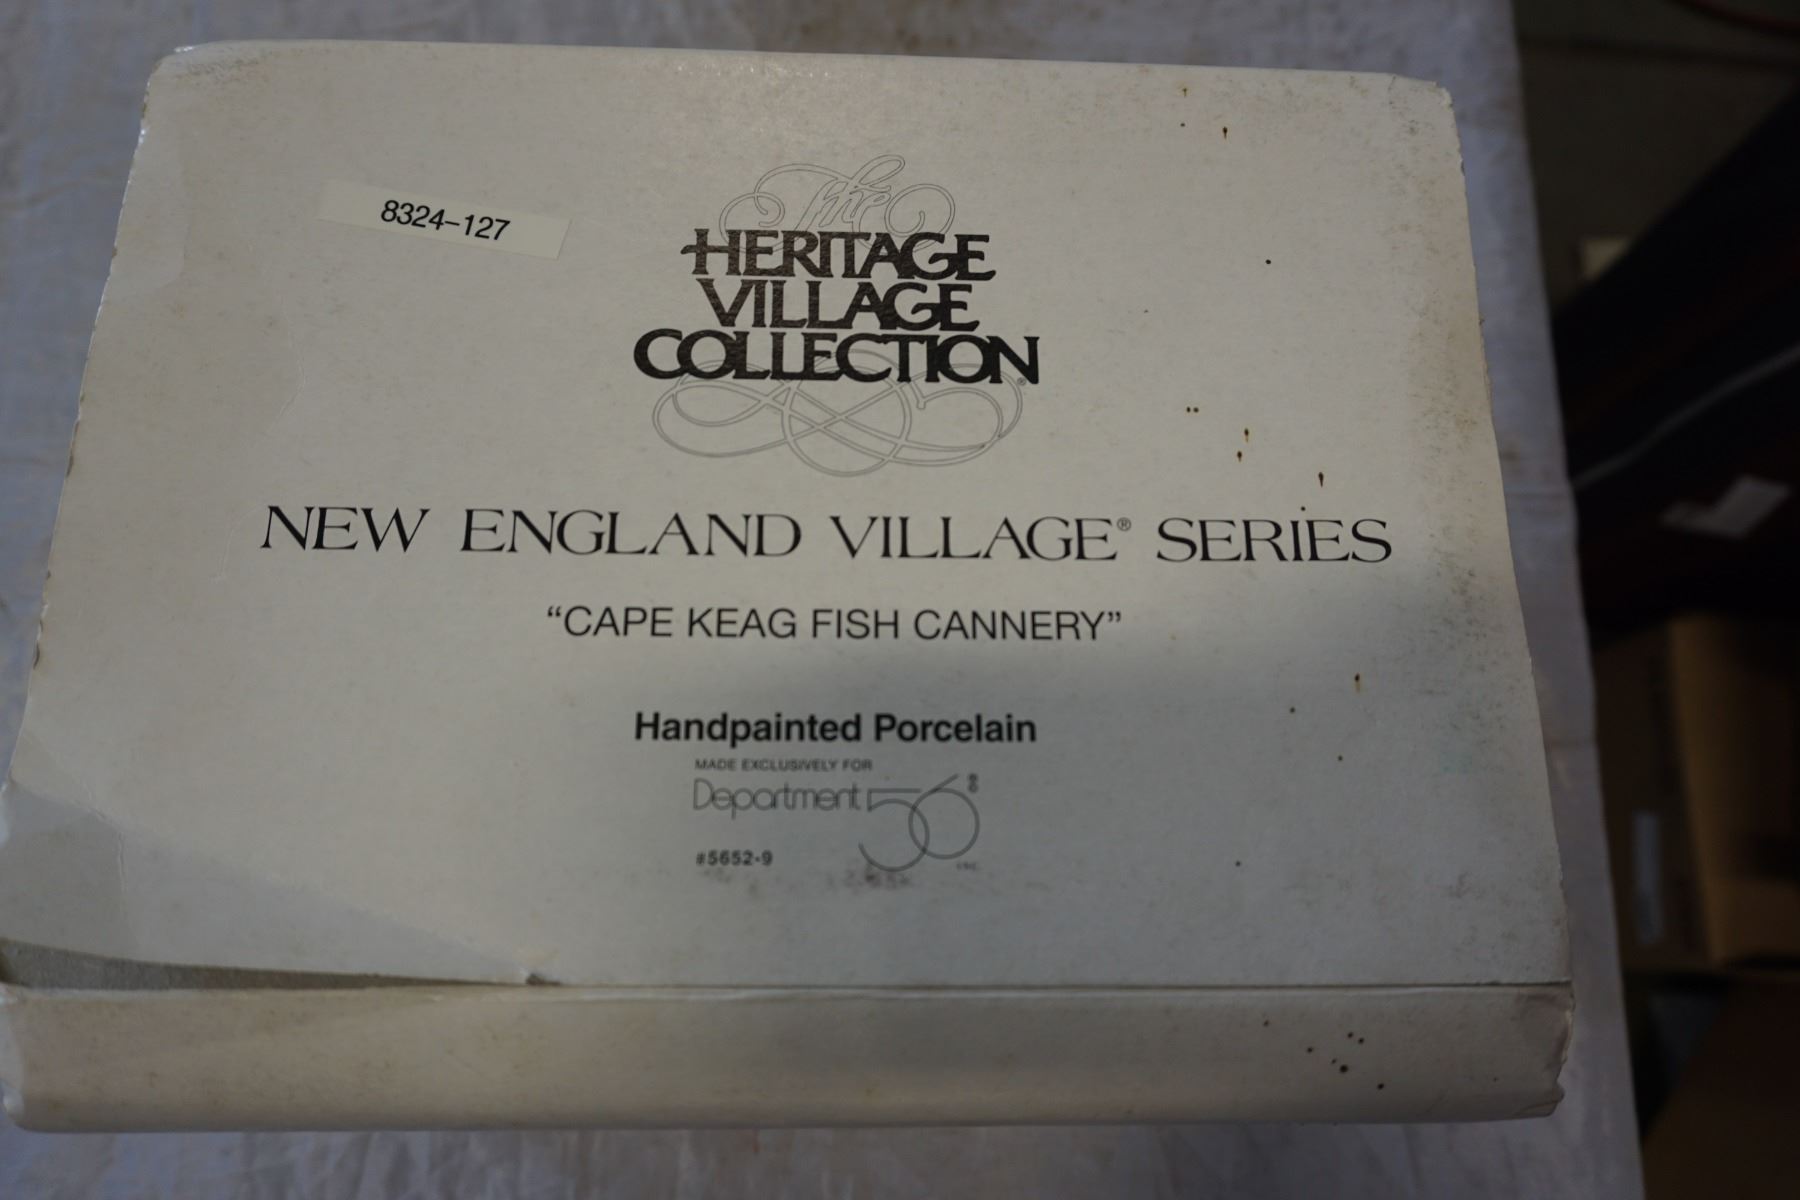 8324-127
The
HERITAGE
VILLAGE
COLLECTION®
NEW ENGLAND VILLAGE® SERIES
“CAPE KEAG FISH CANNERY”
Handpainted Porcelain
MADE EXCLUSIVELY FOR
Department 56®
INC.
#5652-9